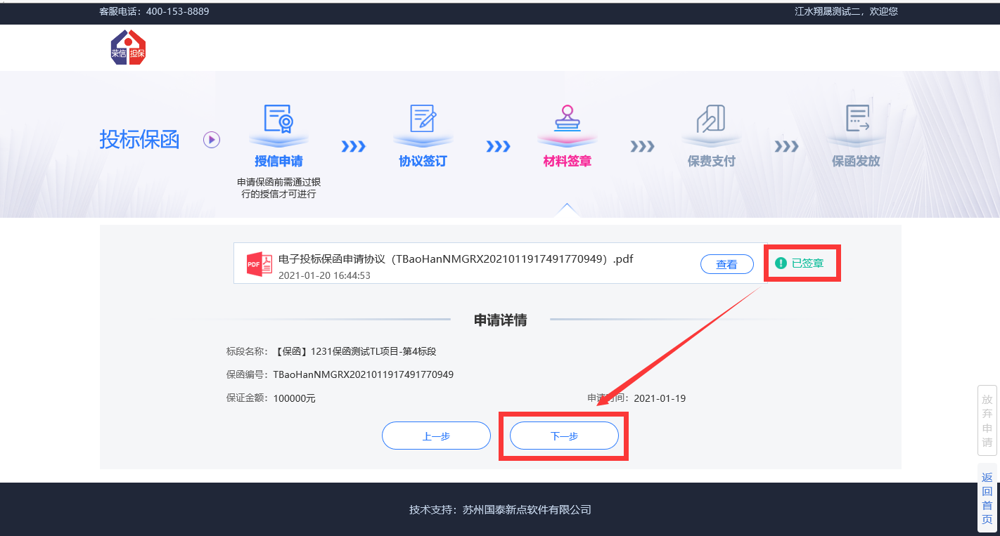 客服电话：400-153-8889
江水翔晟测试二，欢迎您
荣信 担保
投标保函
授信申请
协议签订
材料签章
保费支付
保函发放
申请保函前需通过银
行的授信才可进行
PDF
电子投标保函申请协议（TBaoHanNMGRX2021011917491770949）.pdf
2021-01-20 16:44:53
查看
已签章
申请详情
标段名称：【保函】1231保函测试TL项目-第4标段
保函编号：TBaoHanNMGRX2021011917491770949
保证金额：100000元
申请时间：2021-01-19
上一步
下一步
放弃申请
返回首页
技术支持：苏州国泰新点软件有限公司